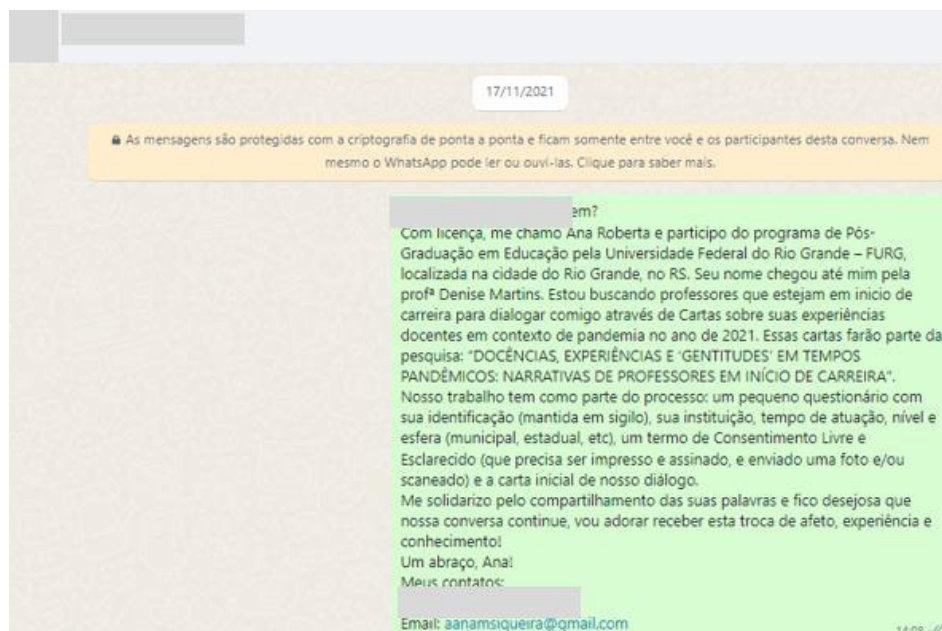 17/11/2021
As mensagens são protegidas com a criptografia de ponta a ponta e ficam somente entre você e os participantes desta conversa. Nem
mesmo o WhatsApp pode ler ou ouvi-las. Clique para saber mais.
em?
Com licença, me chamo Ana Roberta e participo do programa de Pós-
Graduação em Educação pela Universidade Federal do Rio Grande – FURG,
localizada na cidade do Rio Grande, no RS. Seu nome chegou até mim pela
profª Denise Martins. Estou buscando professores que estejam em inicio de
carreira para dialogar comigo através de Cartas sobre suas experiências
docentes em contexto de pandemia no ano de 2021. Essas cartas farão parte da
pesquisa: "DOCÊNCIAS, EXPERIÊNCIAS E 'GENTITUDES' EM TEMPOS
PANDÊMICOS: NARRATIVAS DE PROFESSORES EM INÍCIO DE CARREIRA".
Nosso trabalho tem como parte do processo: um pequeno questionário com
sua identificação (mantida em sigilo), sua instituição, tempo de atuação, nível e
esfera (municipal, estadual, etc), um termo de Consentimento Livre e
Esclarecido (que precisa ser impresso e assinado, e enviado uma foto e/ou
scaneado) e a carta inicial de nosso diálogo.
Me solidarizo pelo compartilhamento das suas palavras e fico desejosa que
nossa conversa continue, vou adorar receber esta troca de afeto, experiência e
conhecimento!
Um abraço, Ana!
Meus contatos:
Email: aanamsiqueira@gmail.com